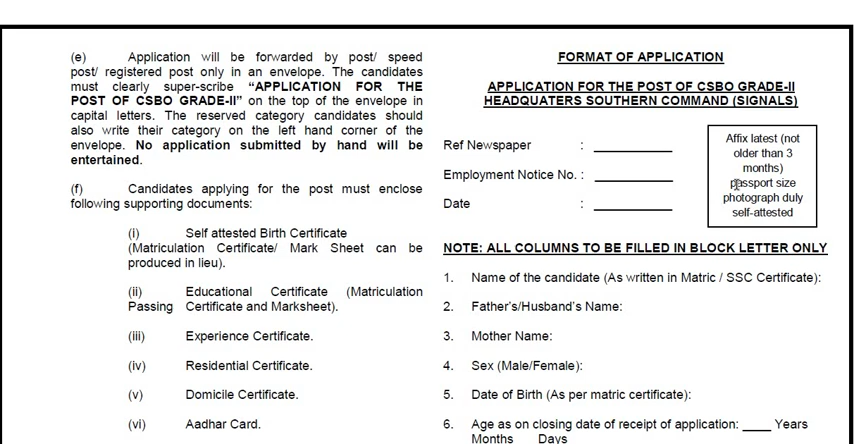 (e) Application will be forwarded by post/ speed
post/ registered post only in an envelope. The candidates
must clearly super-scribe “APPLICATION FOR THE
POST OF CSBO GRADE-II” on the top of the envelope in
capital letters. The reserved category candidates should
also write their category on the left hand corner of the
envelope. No application submitted by hand will be
entertained.
(f) Candidates applying for the post must enclose
following supporting documents:
(i) Self attested Birth Certificate
(Matriculation Certificate/ Mark Sheet can be
produced in lieu).
(ii) Educational Certificate (Matriculation
Passing Certificate and Marksheet).
(iii) Experience Certificate.
(iv) Residential Certificate.
(v) Domicile Certificate.
(vi) Aadhar Card.
FORMAT OF APPLICATION
APPLICATION FOR THE POST OF CSBO GRADE-II
HEADQUATERS SOUTHERN COMMAND (SIGNALS)
Ref Newspaper : ________
Employment Notice No. : ________
Date : ________
Affix latest (not
older than 3
months)
passport size
photograph duly
self-attested
NOTE: ALL COLUMNS TO BE FILLED IN BLOCK LETTER ONLY
1. Name of the candidate (As written in Matric / SSC Certificate):
2. Father’s/Husband’s Name:
3. Mother Name:
4. Sex (Male/Female):
5. Date of Birth (As per matric certificate):
6. Age as on closing date of receipt of application: ____ Years
Months Days